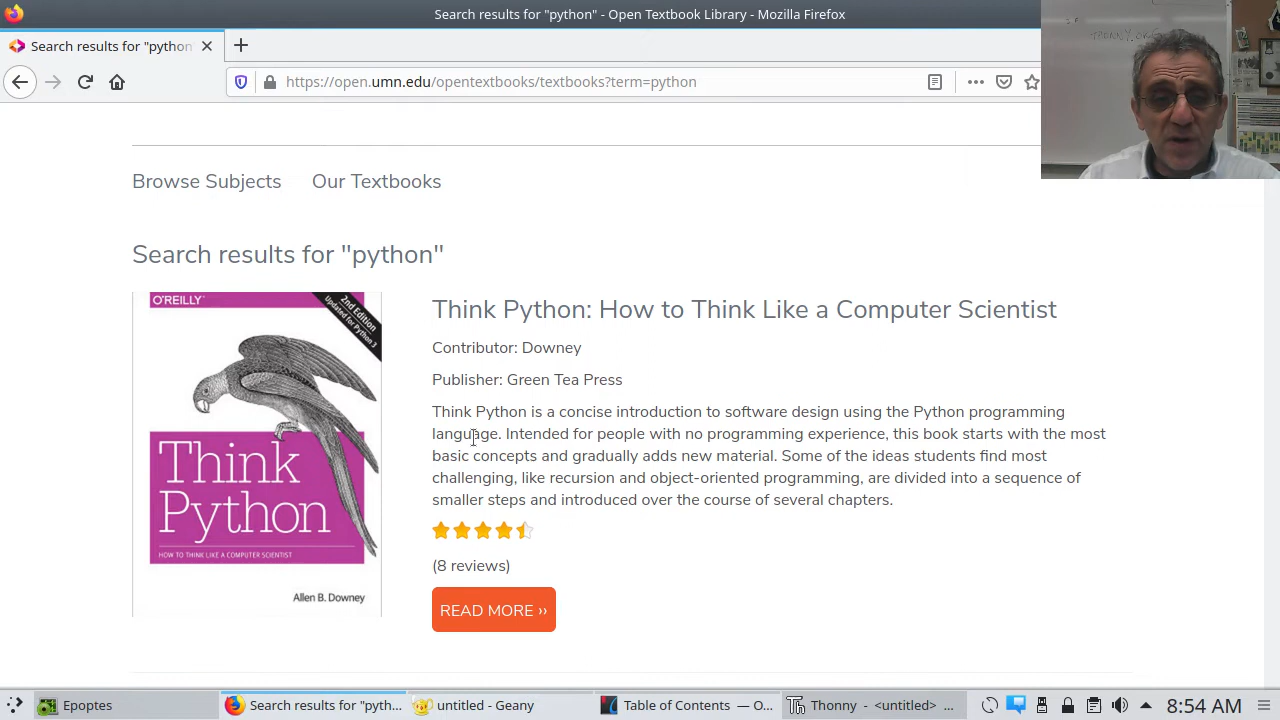 Search results for "python" - Open Textbook Library - Mozilla Firefox
Search results for "python
https://open.umn.edu/opentextbooks/textbooks?term=python
THONNY.OR
Browse Subjects Our Textbooks
Search results for "python"
O'REILLY
2nd Edition
Updated for Python 3
Think
Python
HOW TO THINK LIKE A COMPUTER SCIENTIST
Allen B. Downey
Think Python: How to Think Like a Computer Scientist
Contributor: Downey
Publisher: Green Tea Press
Think Python is a concise introduction to software design using the Python programming
language. Intended for people with no programming experience, this book starts with the most
basic concepts and gradually adds new material. Some of the ideas students find most
challenging, like recursion and object-oriented programming, are divided into a sequence of
smaller steps and introduced over the course of several chapters.
(8 reviews)
READ MORE ››
Epoptes
Search results for "pyth...
untitled - Geany
Table of Contents — O...
Thonny - <untitled> ...
8:54 AM